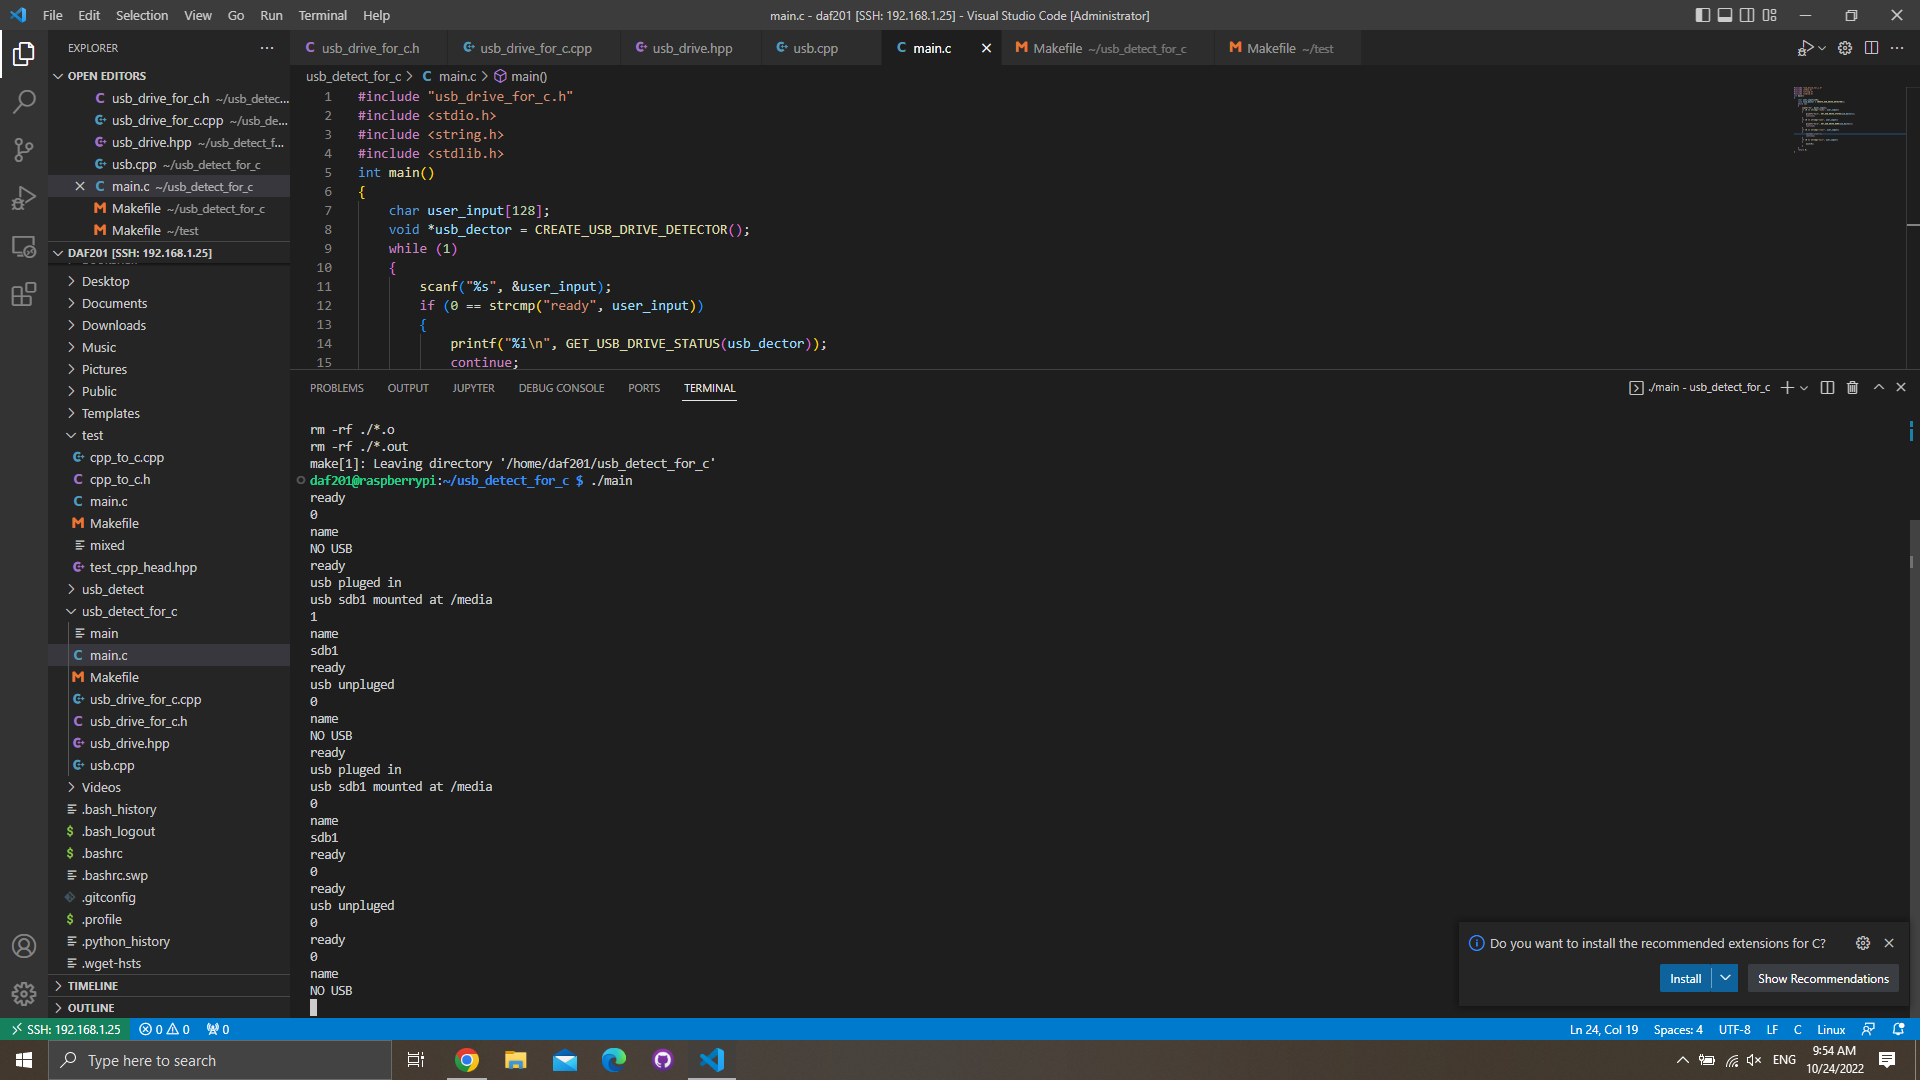 File Edit Selection View Go Run Terminal Help
main.c - daf201 [SSH: 192.168.1.25] - Visual Studio Code [Administrator]
EXPLORER
OPEN EDITORS
usb_drive_for_c.h ~/usb_detec...
usb_drive_for_c.cpp ~/usb_de...
usb_drive.hpp ~/usb_detect_f...
usb.cpp ~/usb_detect_for_c
main.c ~/usb_detect_for_c
Makefile ~/usb_detect_for_c
Makefile ~/test
DAF201 [SSH: 192.168.1.25]
Desktop
Documents
Downloads
Music
Pictures
Public
Templates
test
cpp_to_c.cpp
cpp_to_c.h
main.c
Makefile
mixed
test_cpp_head.hpp
usb_detect
usb_detect_for_c
main
main.c
Makefile
usb_drive_for_c.cpp
usb_drive_for_c.h
usb_drive.hpp
usb.cpp
Videos
.bash_history
.bash_logout
.bashrc
.bashrc.swp
.gitconfig
.profile
.python_history
.wget-hsts
TIMELINE
OUTLINE
usb_drive_for_c.h usb_drive_for_c.cpp usb_drive.hpp usb.cpp main.c Makefile ~/usb_detect_for_c Makefile ~/test
usb_detect_for_c > C main.c > main()
1 #include "usb_drive_for_c.h"
2 #include <stdio.h>
3 #include <string.h>
4 #include <stdlib.h>
5 int main()
6 {
7 char user_input[128];
8 void *usb_dector = CREATE_USB_DRIVE_DETECTOR();
9 while (1)
10 {
11 scanf("%s", &user_input);
12 if (0 == strcmp("ready", user_input))
13 {
14 printf("%i\n", GET_USB_DRIVE_STATUS(usb_dector));
15 continue;
PROBLEMS OUTPUT JUPYTER DEBUG CONSOLE PORTS TERMINAL
./main - usb_detect_for_c
rm -rf ./*.o
rm -rf ./*.out
make[1]: Leaving directory '/home/daf201/usb_detect_for_c'
daf201@raspberrypi:~/usb_detect_for_c $ ./main
ready
0
name
NO USB
ready
usb pluged in
usb sdb1 mounted at /media
1
name
sdb1
ready
usb unpluged
0
name
NO USB
ready
usb pluged in
usb sdb1 mounted at /media
0
name
sdb1
ready
0
ready
usb unpluged
0
ready
0
name
NO USB
Do you want to install the recommended extensions for C?
Install Show Recommendations
SSH: 192.168.1.25 0 0 0 Ln 24, Col 19 Spaces: 4 UTF-8 LF C Linux
Type here to search
ENG
9:54 AM
10/24/2022